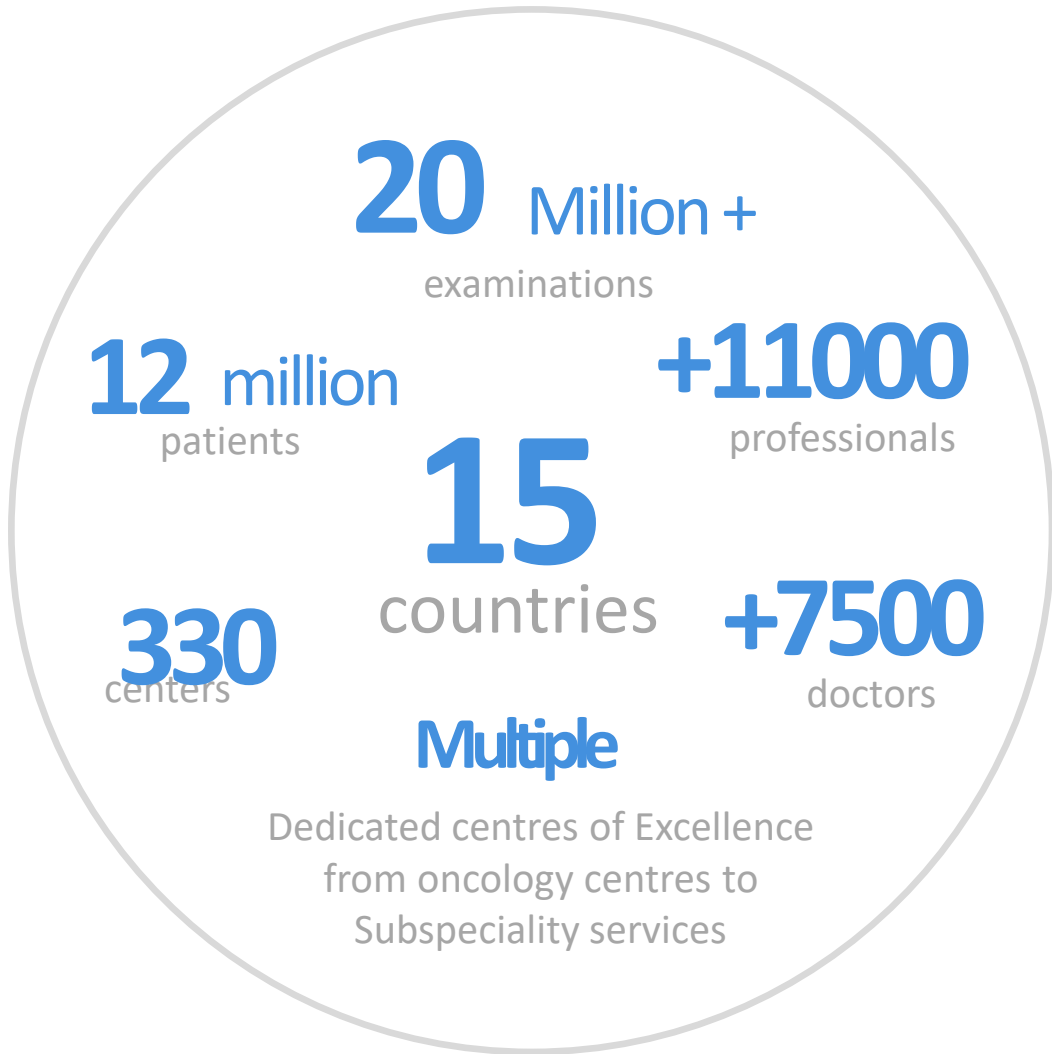 20 Million +
examinations
12 million
patients
+11000
professionals
15
countries
330
centers
+7500
doctors
Multiple
Dedicated centres of Excellence
from oncology centres to
Subspeciality services